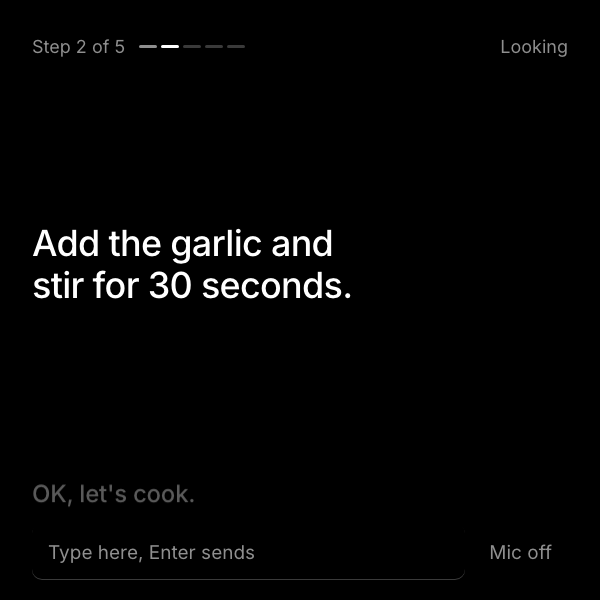 Step 2 of 5
Looking
Add the garlic and
stir for 30 seconds.
OK, let's cook.
Type here, Enter sends
Mic off